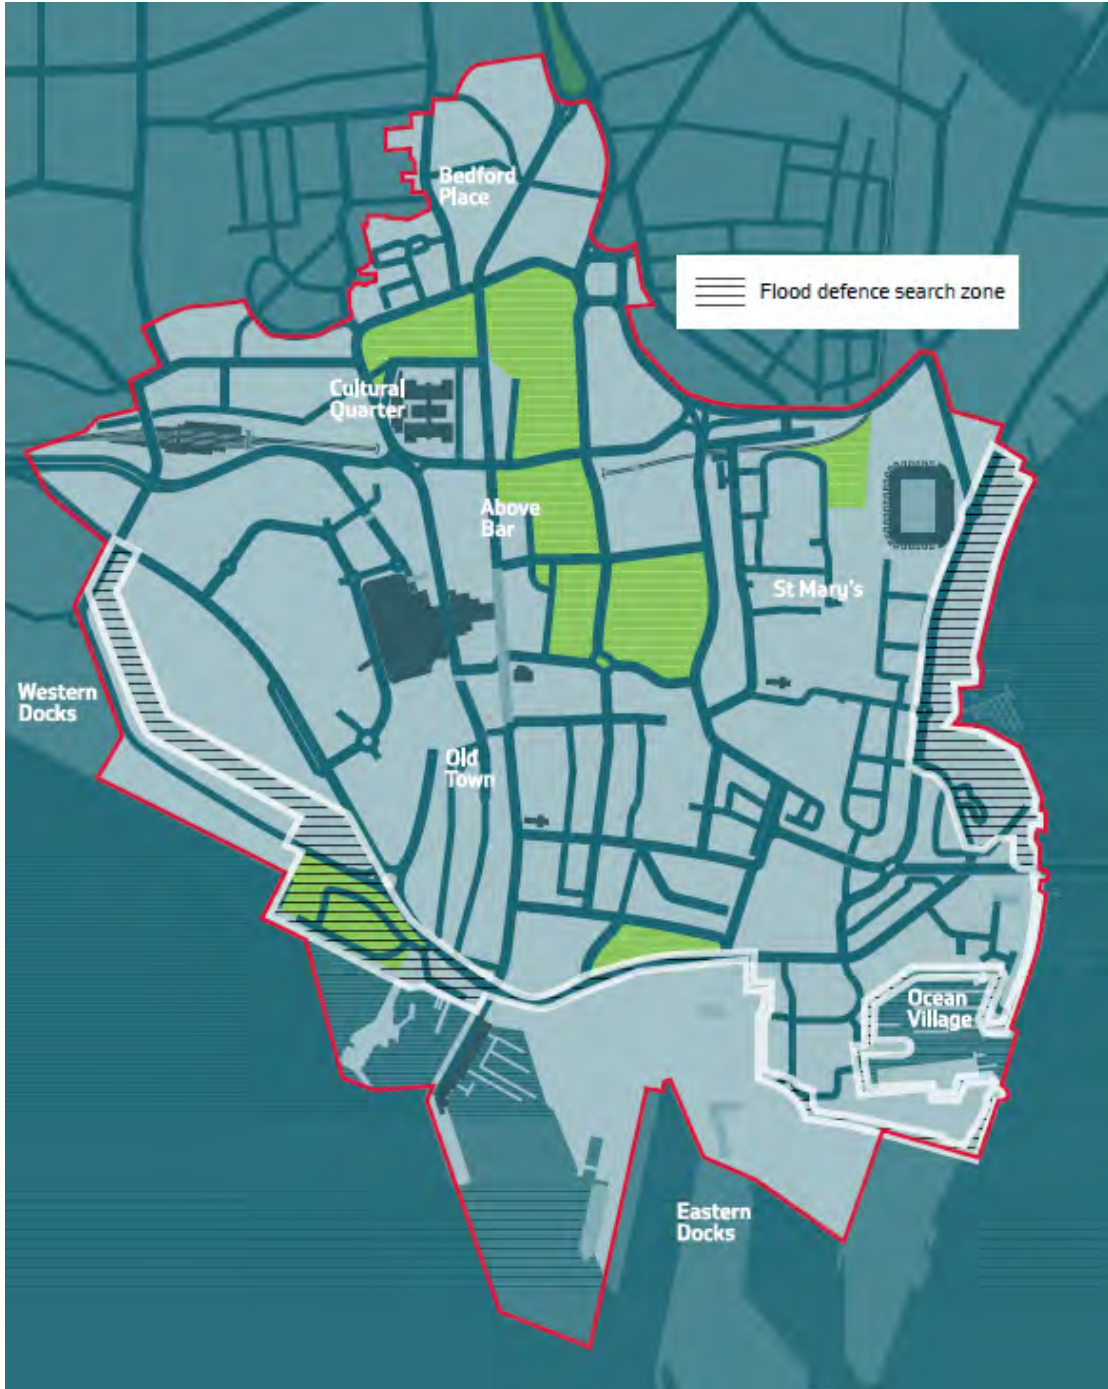 Bedford
Place
Flood defence search zone
Cultural
Quarter
Above
Bar
St Mary's
Western
Docks
Old
Town
Ocean
Village
Eastern
Docks